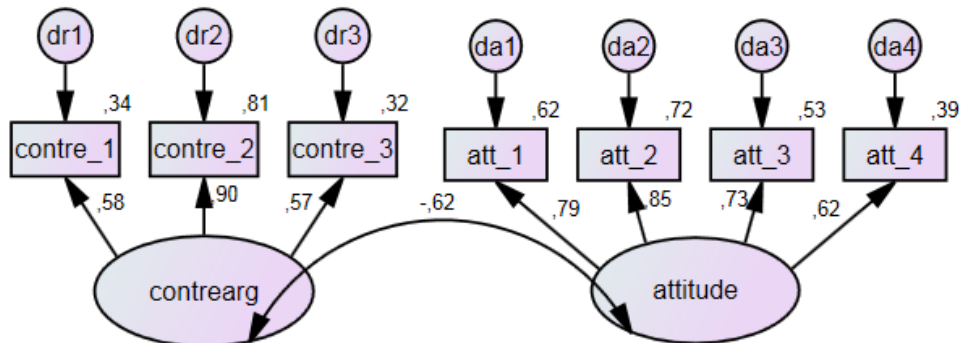 dr1 dr2 dr3 da1 da2 da3 da4
,34 ,81 ,32 ,62 ,72 ,53 ,39
contre_1 contre_2 contre_3 att_1 att_2 att_3 att_4
,58 ,90 ,57 -,62 ,79 ,85 ,73 ,62
contrearg attitude